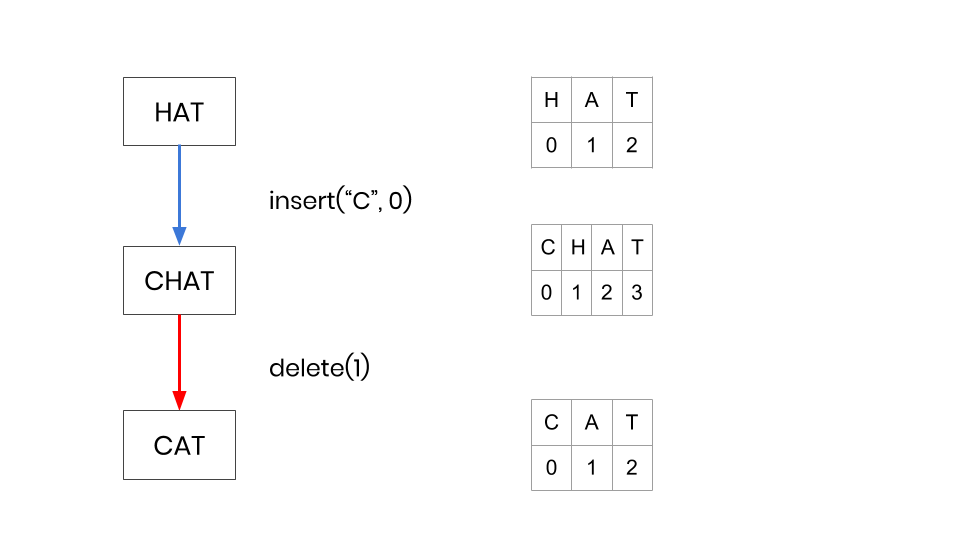 HAT
H A T
0 1 2
insert(“C”, 0)
CHAT
C H A T
0 1 2 3
delete(1)
CAT
C A T
0 1 2